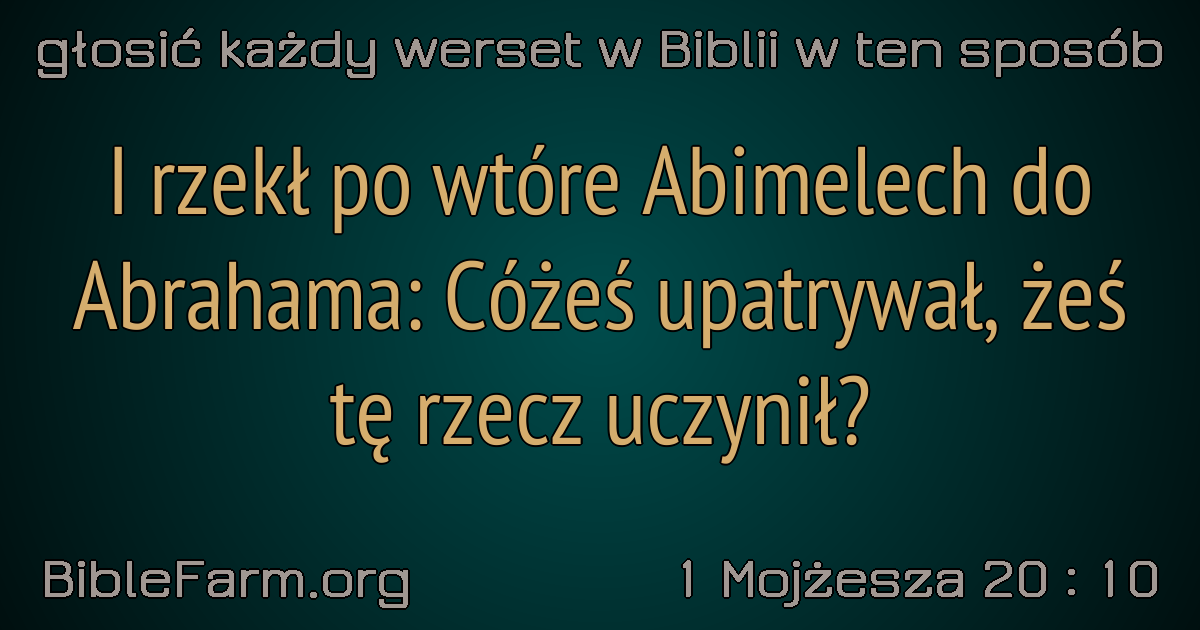 głosić każdy werset w Biblii w ten sposób
I rzekł po wtóre Abimelech do
Abrahama: Cóżeś upatrywał, żeś
tę rzecz uczynił?
BibleFarm.org
1 Mojżesza 20 : 10